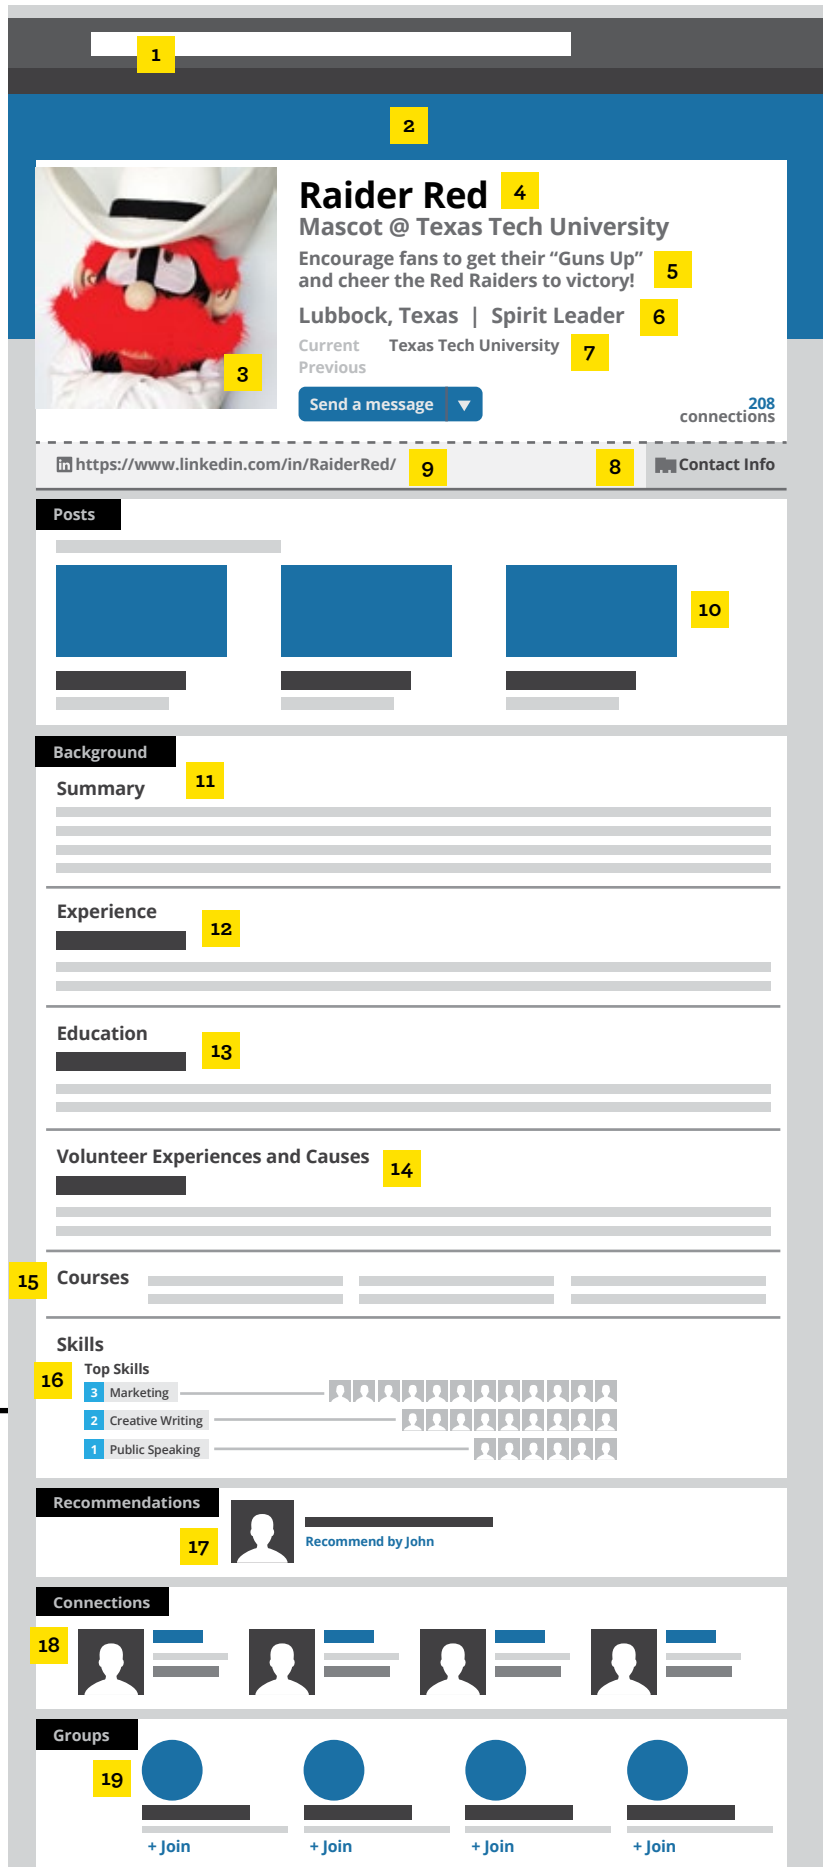 1
2
Raider Red 4
Mascot @ Texas Tech University
Encourage fans to get their “Guns Up”
and cheer the Red Raiders to victory!
5
Lubbock, Texas | Spirit Leader 6
Current Texas Tech University 7
Previous
3
Send a message
208
connections
in https://www.linkedin.com/in/RaiderRed/ 9
8 Contact Info
Posts
10
Background
Summary 11
Experience
12
Education
13
Volunteer Experiences and Causes 14
15 Courses
Skills
16
Top Skills
3 Marketing
2 Creative Writing
1 Public Speaking
Recommendations
17
Recommend by John
Connections
18
Groups
19
+ Join + Join + Join + Join